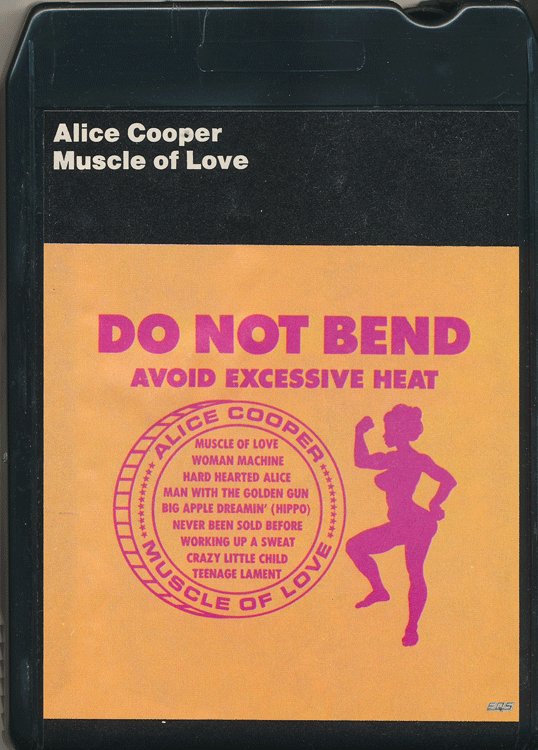 Alice Cooper
Muscle of Love
DO NOT BEND
AVOID EXCESSIVE HEAT
ALICE COOPER
MUSCLE OF LOVE
WOMAN MACHINE
HARD HEARTED ALICE
MAN WITH THE GOLDEN GUN
BIG APPLE DREAMIN' (HIPPO)
NEVER BEEN SOLD BEFORE
WORKING UP A SWEAT
CRAZY LITTLE CHILD
TEENAGE LAMENT
MUSCLE OF LOVE
EQS